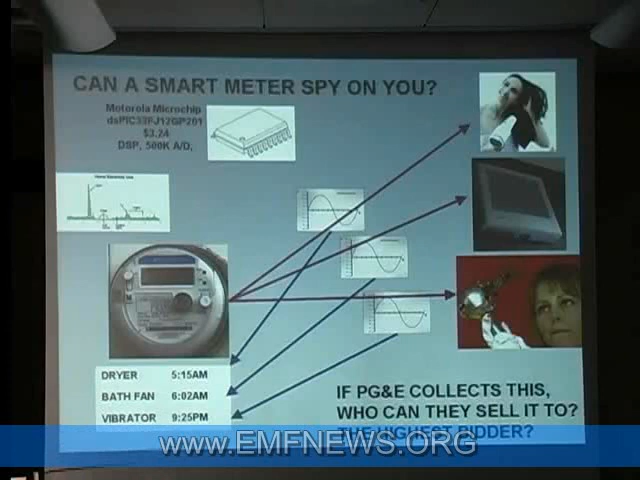 CAN A SMART METER SPY ON YOU?
Motorola Microchip
dsPIC33FJ12GP201
$3.24
DSP, 500K A/D,
DRYER 5:15AM
BATH FAN 6:02AM
VIBRATOR 9:25PM
IF PG&E COLLECTS THIS,
WHO CAN THEY SELL IT TO?
THE HIGHEST BIDDER?
www.EMFNEWS.ORG